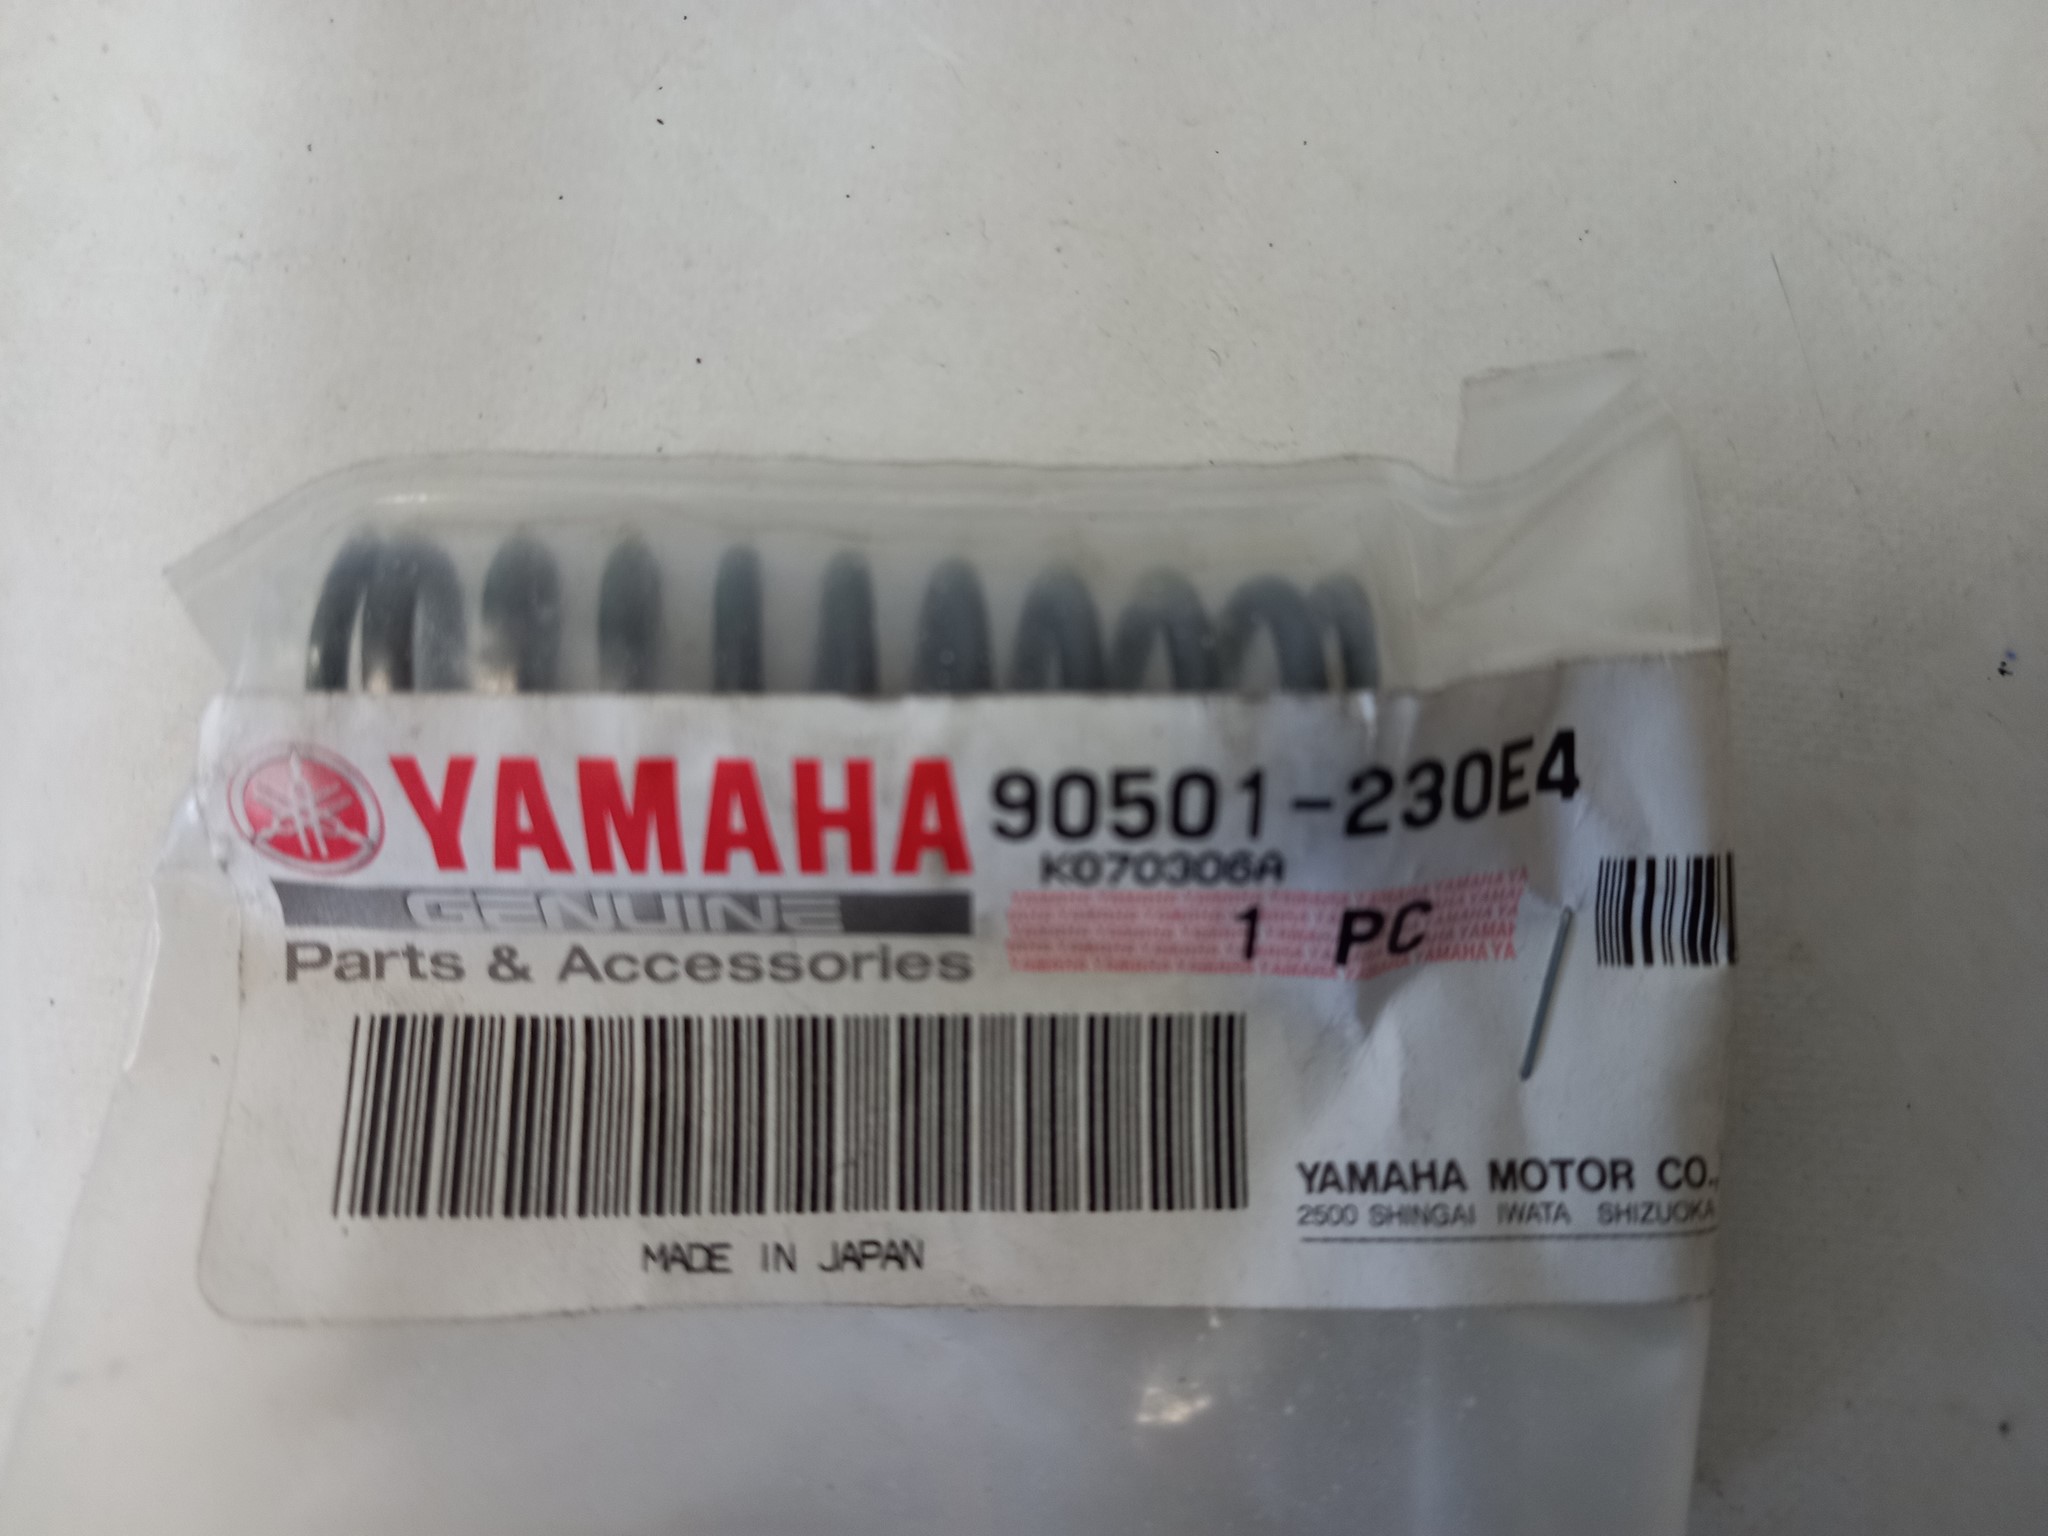 YAMAHA 90501-230E4
K070306A
GENUINE
1 PC
Parts & Accessories
MADE IN JAPAN
YAMAHA MOTOR CO.,
2500 SHINGAI IWATA SHIZUOKA